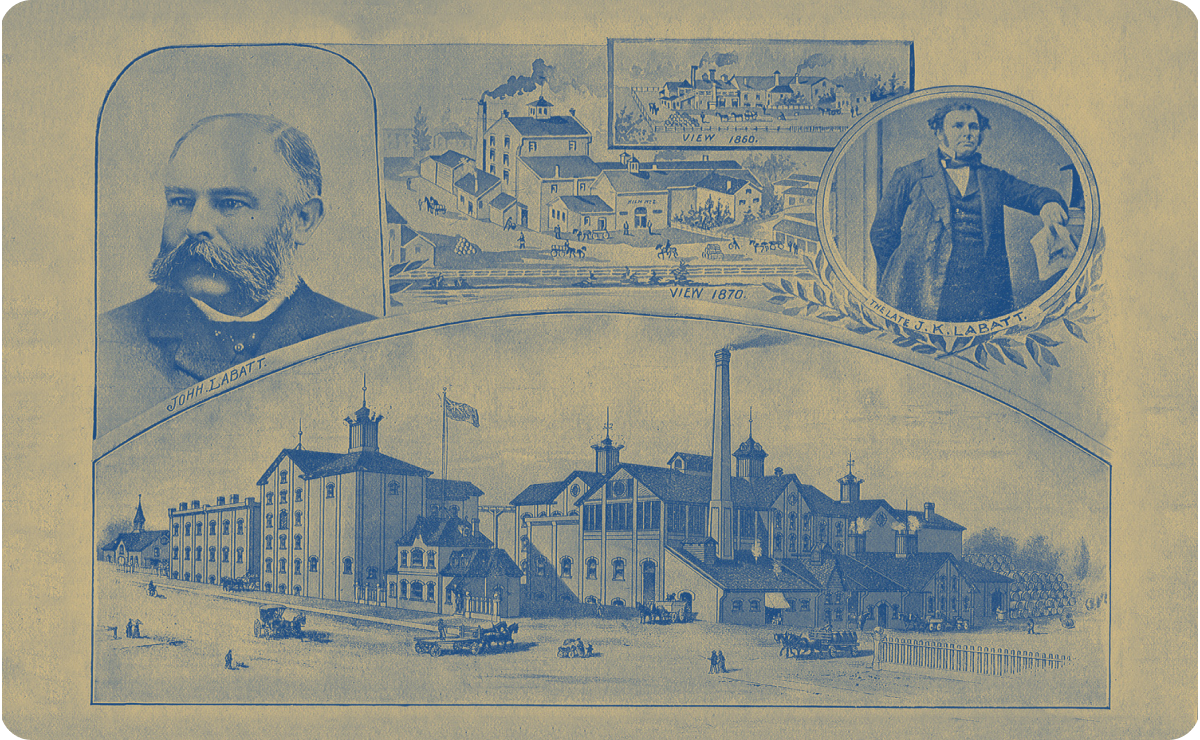 VIEW 1860.
VIEW 1870.
THE LATE J. K. LABATT.
JOHN. LABATT.